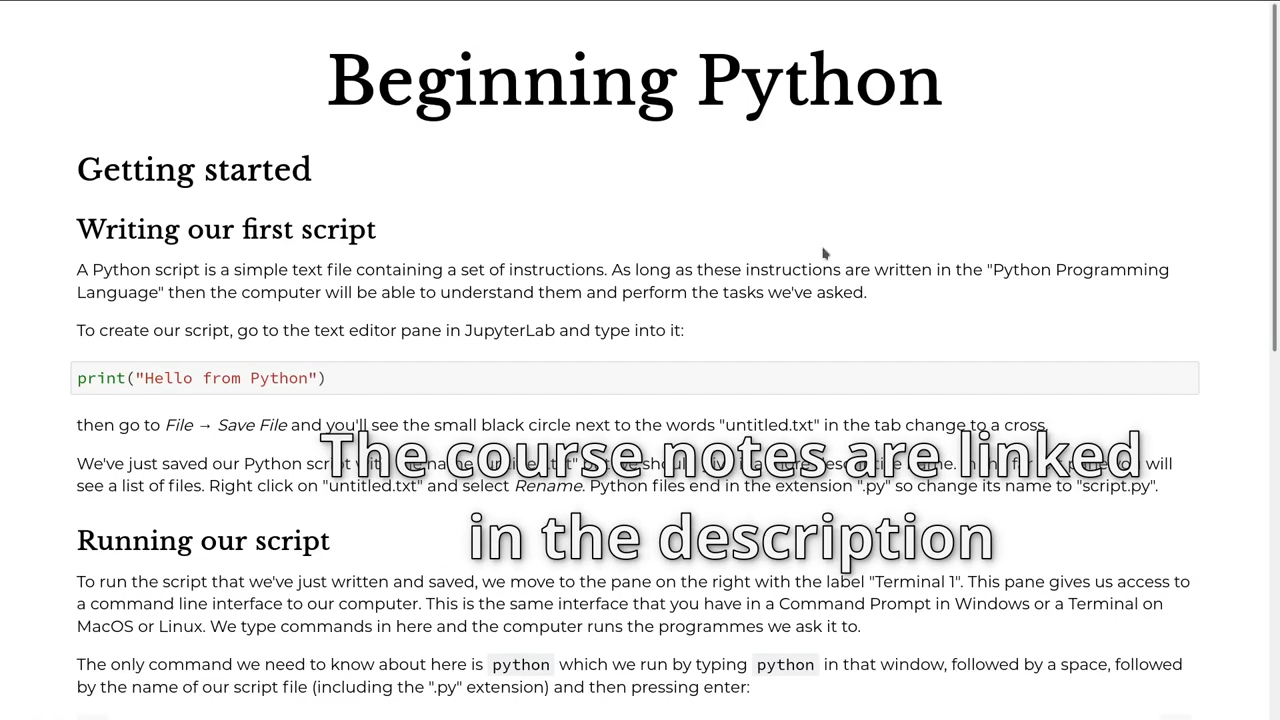 Beginning Python
Getting started
Writing our first script
A Python script is a simple text file containing a set of instructions. As long as these instructions are written in the "Python Programming
Language" then the computer will be able to understand them and perform the tasks we've asked.
To create our script, go to the text editor pane in JupyterLab and type into it:
print("Hello from Python")
then go to File → Save File and you'll see the small black circle next to the words "untitled.txt" in the tab change to a cross.
We've just saved our Python script will
see a list of files. Right click on "untitled.txt" and select Rename. Python files end in the extension ".py" so change its name to "script.py".
The course notes are linked
in the description
Running our script
To run the script that we've just written and saved, we move to the pane on the right with the label "Terminal 1". This pane gives us access to
a command line interface to our computer. This is the same interface that you have in a Command Prompt in Windows or a Terminal on
MacOS or Linux. We type commands in here and the computer runs the programmes we ask it to.
The only command we need to know about here is python which we run by typing python in that window, followed by a space, followed
by the name of our script file (including the ".py" extension) and then pressing enter: